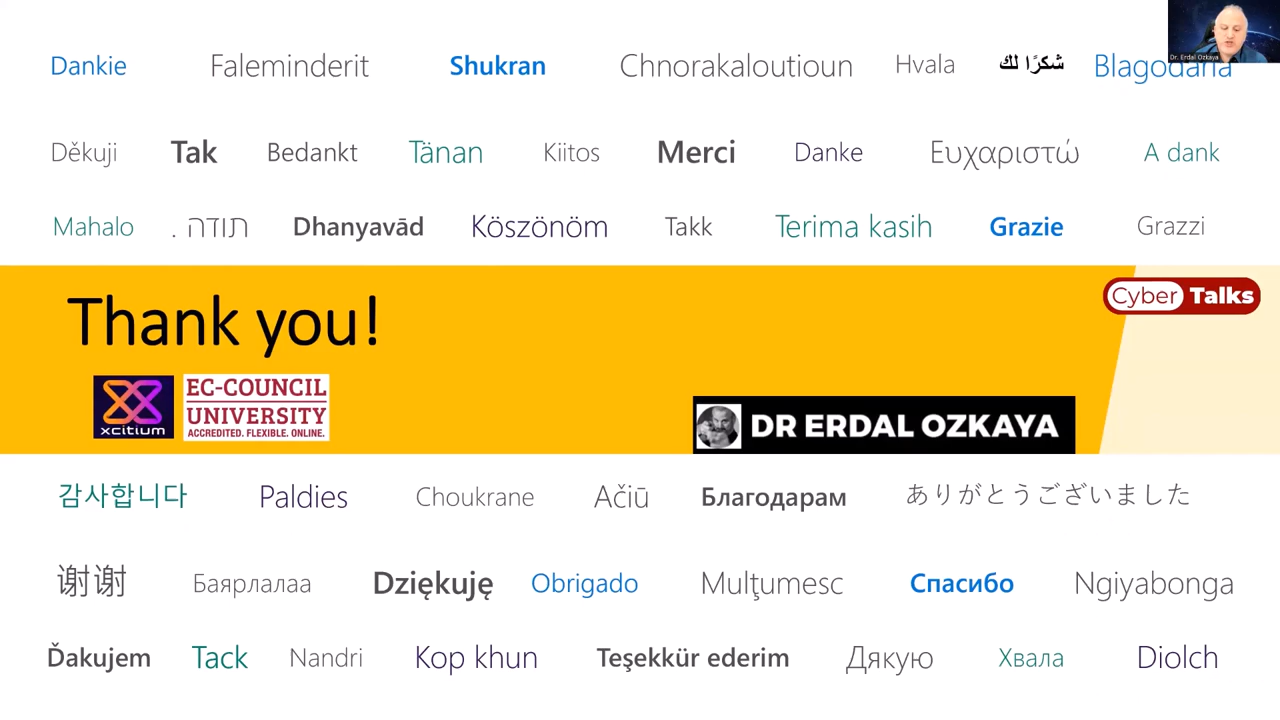 Dankie Faleminderit Shukran Chnorakaloutioun Hvala شكرًا لك Blagodaria
Dr. Erdal Ozkaya
Děkuji Tak Bedankt Tänan Kiitos Merci Danke Ευχαριστώ A dank
Mahalo תודה . Dhanyavād Köszönöm Takk Terima kasih Grazie Grazzi
Thank you!
Cyber Talks
xcitium
EC-COUNCIL
UNIVERSITY
ACCREDITED. FLEXIBLE. ONLINE.
DR ERDAL OZKAYA
감사합니다 Paldies Choukrane Ačiū Благодарам ありがとうございました
谢谢 Баярлалаа Dziękuję Obrigado Mulţumesc Спасибо Ngiyabonga
Ďakujem Tack Nandri Kop khun Teşekkür ederim Дякую Хвала Diolch